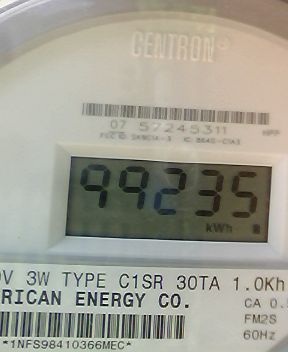 CENTRON
07 57245311
99235
kWh
V 3W TYPE C1SR 30TA 1.0Kh
RICAN ENERGY CO. CA 0.
FM2S
*1NFS98410366MEC* 60Hz